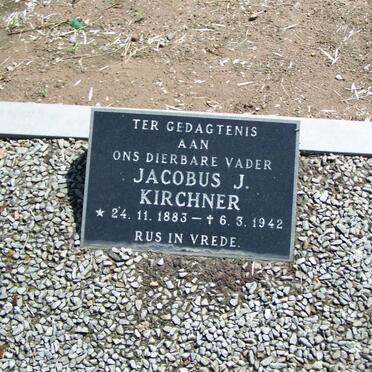 TER GEDAGTENIS
AAN
ONS DIERBARE VADER
JACOBUS J.
KIRCHNER
★ 24. 11. 1883 – ✝ 6. 3. 1942
RUS IN VREDE.